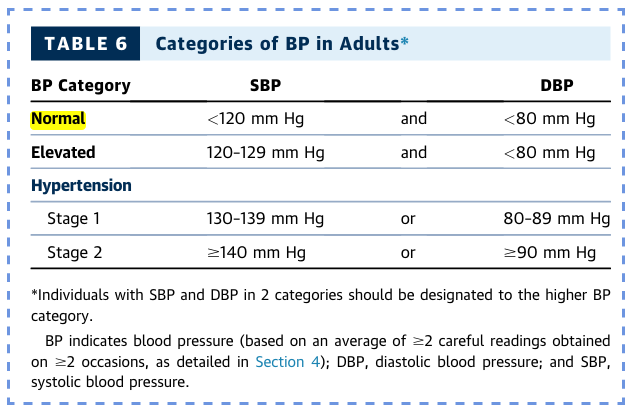 TABLE 6 Categories of BP in Adults*
BP Category SBP DBP
Normal <120 mm Hg and <80 mm Hg
Elevated 120–129 mm Hg and <80 mm Hg
Hypertension
Stage 1 130–139 mm Hg or 80–89 mm Hg
Stage 2 ≥140 mm Hg or ≥90 mm Hg
*Individuals with SBP and DBP in 2 categories should be designated to the higher BP
category.
BP indicates blood pressure (based on an average of ≥2 careful readings obtained
on ≥2 occasions, as detailed in Section 4); DBP, diastolic blood pressure; and SBP,
systolic blood pressure.